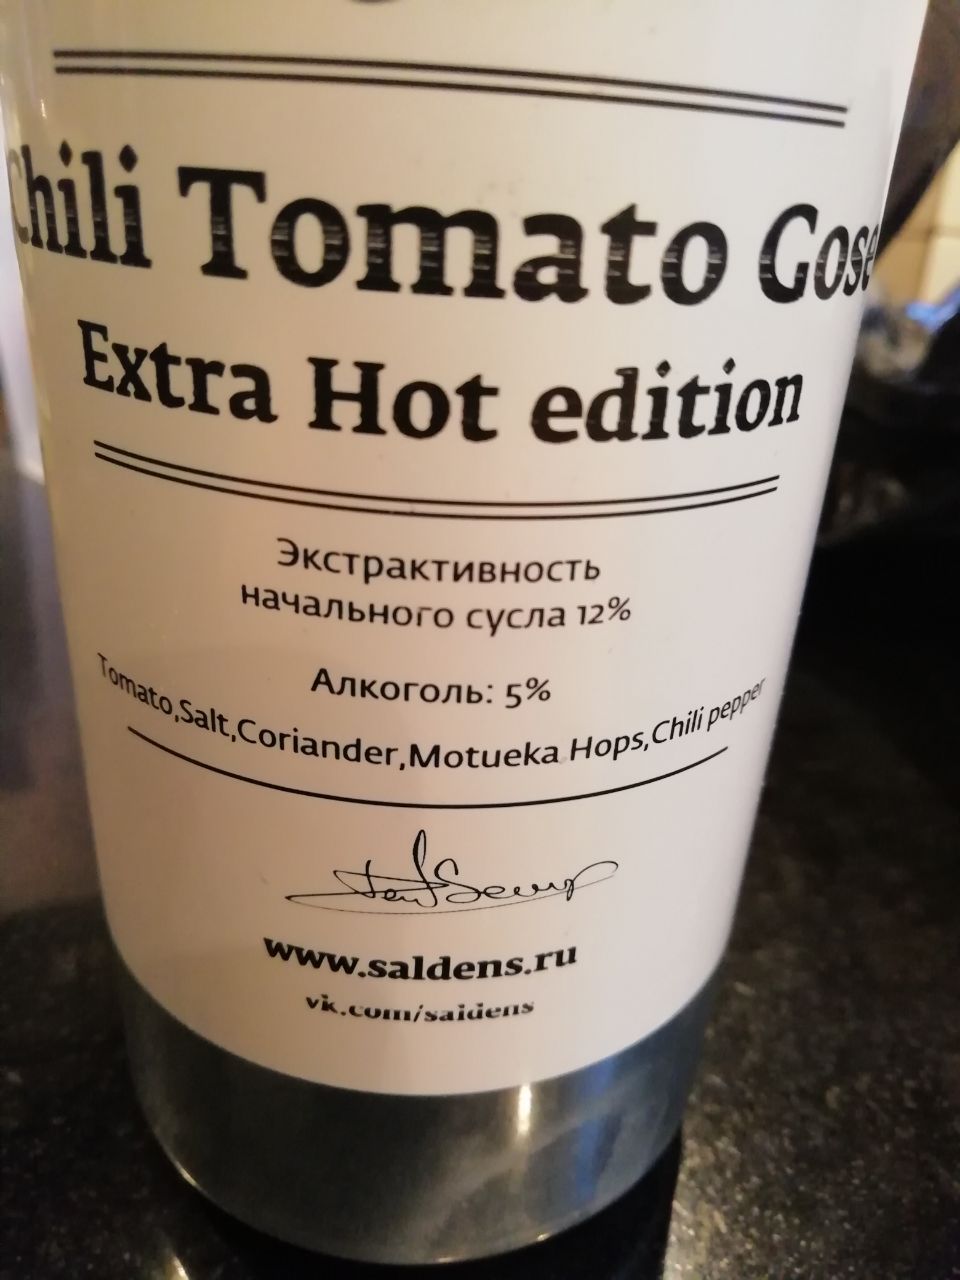 Chili Tomato Gose
Extra Hot edition
Экстрактивность
начального сусла 12%
Алкоголь: 5%
Tomato,Salt,Coriander,Motueka Hops,Chili pepper
www.saldens.ru
vk.com/saldens